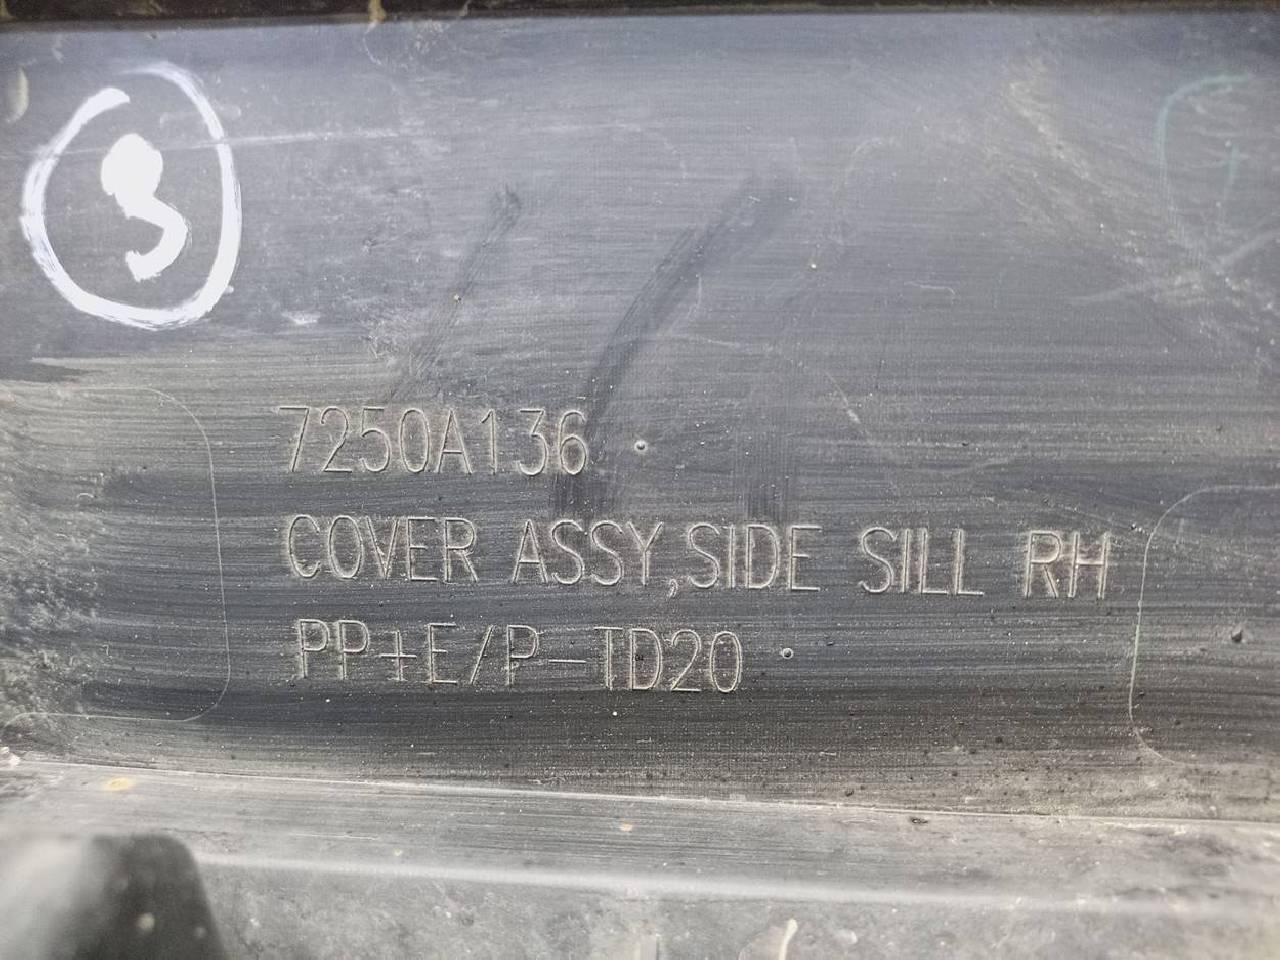 7250A136
COVER ASSY,SIDE SILL RH
PP+E/P-TD20